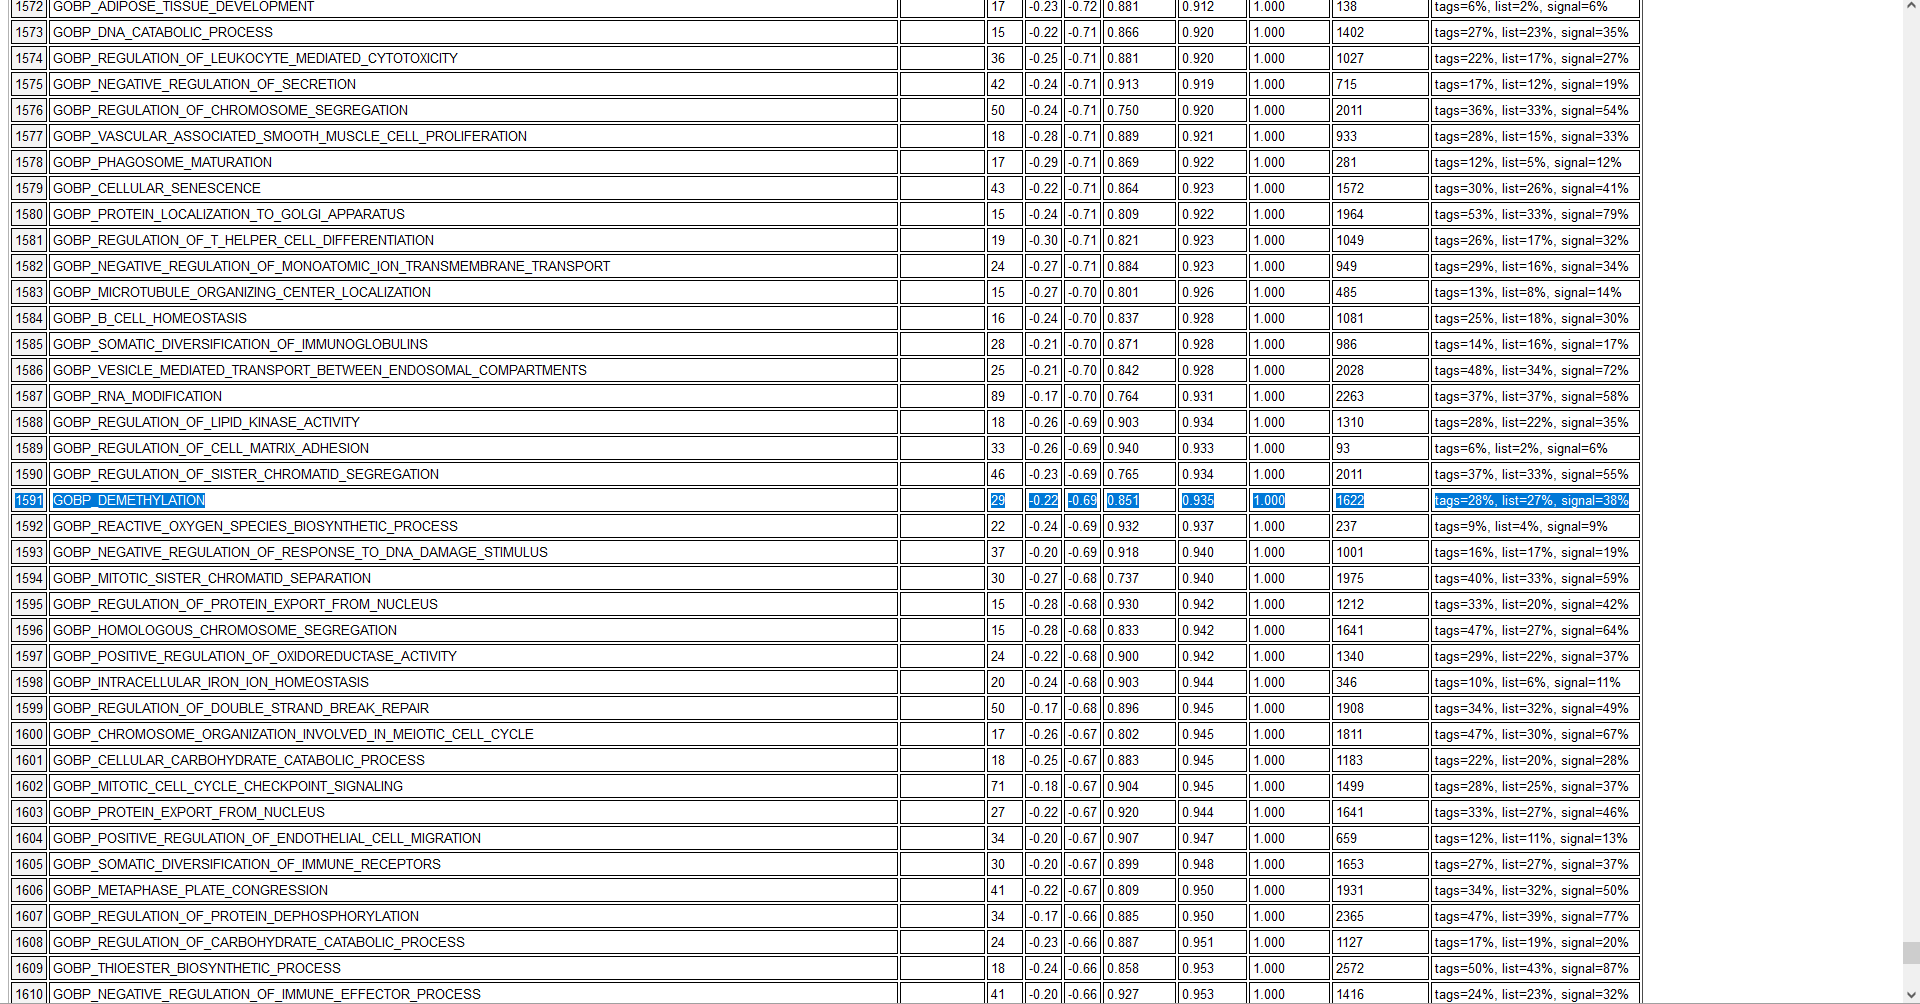 1572 GOBP_ADIPOSE_TISSUE_DEVELOPMENT 17 -0.23 -0.72 0.881 0.912 1.000 138 tags=6%, list=2%, signal=6%
1573 GOBP_DNA_CATABOLIC_PROCESS 15 -0.22 -0.71 0.866 0.920 1.000 1402 tags=27%, list=23%, signal=35%
1574 GOBP_REGULATION_OF_LEUKOCYTE_MEDIATED_CYTOTOXICITY 36 -0.25 -0.71 0.881 0.920 1.000 1027 tags=22%, list=17%, signal=27%
1575 GOBP_NEGATIVE_REGULATION_OF_SECRETION 42 -0.24 -0.71 0.913 0.919 1.000 715 tags=17%, list=12%, signal=19%
1576 GOBP_REGULATION_OF_CHROMOSOME_SEGREGATION 50 -0.24 -0.71 0.750 0.920 1.000 2011 tags=36%, list=33%, signal=54%
1577 GOBP_VASCULAR_ASSOCIATED_SMOOTH_MUSCLE_CELL_PROLIFERATION 18 -0.28 -0.71 0.889 0.921 1.000 933 tags=28%, list=15%, signal=33%
1578 GOBP_PHAGOSOME_MATURATION 17 -0.29 -0.71 0.869 0.922 1.000 281 tags=12%, list=5%, signal=12%
1579 GOBP_CELLULAR_SENESCENCE 43 -0.22 -0.71 0.864 0.923 1.000 1572 tags=30%, list=26%, signal=41%
1580 GOBP_PROTEIN_LOCALIZATION_TO_GOLGI_APPARATUS 15 -0.24 -0.71 0.809 0.922 1.000 1964 tags=53%, list=33%, signal=79%
1581 GOBP_REGULATION_OF_T_HELPER_CELL_DIFFERENTIATION 19 -0.30 -0.71 0.821 0.923 1.000 1049 tags=26%, list=17%, signal=32%
1582 GOBP_NEGATIVE_REGULATION_OF_MONOATOMIC_ION_TRANSMEMBRANE_TRANSPORT 24 -0.27 -0.71 0.884 0.923 1.000 949 tags=29%, list=16%, signal=34%
1583 GOBP_MICROTUBULE_ORGANIZING_CENTER_LOCALIZATION 15 -0.27 -0.70 0.801 0.926 1.000 485 tags=13%, list=8%, signal=14%
1584 GOBP_B_CELL_HOMEOSTASIS 16 -0.24 -0.70 0.837 0.928 1.000 1081 tags=25%, list=18%, signal=30%
1585 GOBP_SOMATIC_DIVERSIFICATION_OF_IMMUNOGLOBULINS 28 -0.21 -0.70 0.871 0.928 1.000 986 tags=14%, list=16%, signal=17%
1586 GOBP_VESICLE_MEDIATED_TRANSPORT_BETWEEN_ENDOSOMAL_COMPARTMENTS 25 -0.21 -0.70 0.842 0.928 1.000 2028 tags=48%, list=34%, signal=72%
1587 GOBP_RNA_MODIFICATION 89 -0.17 -0.70 0.764 0.931 1.000 2263 tags=37%, list=37%, signal=58%
1588 GOBP_REGULATION_OF_LIPID_KINASE_ACTIVITY 18 -0.26 -0.69 0.903 0.934 1.000 1310 tags=28%, list=22%, signal=35%
1589 GOBP_REGULATION_OF_CELL_MATRIX_ADHESION 33 -0.26 -0.69 0.940 0.933 1.000 93 tags=6%, list=2%, signal=6%
1590 GOBP_REGULATION_OF_SISTER_CHROMATID_SEGREGATION 46 -0.23 -0.69 0.765 0.934 1.000 2011 tags=37%, list=33%, signal=55%
1591 GOBP_DEMETHYLATION 29 -0.22 -0.69 0.851 0.935 1.000 1622 tags=28%, list=27%, signal=38%
1592 GOBP_REACTIVE_OXYGEN_SPECIES_BIOSYNTHETIC_PROCESS 22 -0.24 -0.69 0.932 0.937 1.000 237 tags=9%, list=4%, signal=9%
1593 GOBP_NEGATIVE_REGULATION_OF_RESPONSE_TO_DNA_DAMAGE_STIMULUS 37 -0.20 -0.69 0.918 0.940 1.000 1001 tags=16%, list=17%, signal=19%
1594 GOBP_MITOTIC_SISTER_CHROMATID_SEPARATION 30 -0.27 -0.68 0.737 0.940 1.000 1975 tags=40%, list=33%, signal=59%
1595 GOBP_REGULATION_OF_PROTEIN_EXPORT_FROM_NUCLEUS 15 -0.28 -0.68 0.930 0.942 1.000 1212 tags=33%, list=20%, signal=42%
1596 GOBP_HOMOLOGOUS_CHROMOSOME_SEGREGATION 15 -0.28 -0.68 0.833 0.942 1.000 1641 tags=47%, list=27%, signal=64%
1597 GOBP_POSITIVE_REGULATION_OF_OXIDOREDUCTASE_ACTIVITY 24 -0.22 -0.68 0.900 0.942 1.000 1340 tags=29%, list=22%, signal=37%
1598 GOBP_INTRACELLULAR_IRON_ION_HOMEOSTASIS 20 -0.24 -0.68 0.903 0.944 1.000 346 tags=10%, list=6%, signal=11%
1599 GOBP_REGULATION_OF_DOUBLE_STRAND_BREAK_REPAIR 50 -0.17 -0.68 0.896 0.945 1.000 1908 tags=34%, list=32%, signal=49%
1600 GOBP_CHROMOSOME_ORGANIZATION_INVOLVED_IN_MEIOTIC_CELL_CYCLE 17 -0.26 -0.67 0.802 0.945 1.000 1811 tags=47%, list=30%, signal=67%
1601 GOBP_CELLULAR_CARBOHYDRATE_CATABOLIC_PROCESS 18 -0.25 -0.67 0.883 0.945 1.000 1183 tags=22%, list=20%, signal=28%
1602 GOBP_MITOTIC_CELL_CYCLE_CHECKPOINT_SIGNALING 71 -0.18 -0.67 0.904 0.945 1.000 1499 tags=28%, list=25%, signal=37%
1603 GOBP_PROTEIN_EXPORT_FROM_NUCLEUS 27 -0.22 -0.67 0.920 0.944 1.000 1641 tags=33%, list=27%, signal=46%
1604 GOBP_POSITIVE_REGULATION_OF_ENDOTHELIAL_CELL_MIGRATION 34 -0.20 -0.67 0.907 0.947 1.000 659 tags=12%, list=11%, signal=13%
1605 GOBP_SOMATIC_DIVERSIFICATION_OF_IMMUNE_RECEPTORS 30 -0.20 -0.67 0.899 0.948 1.000 1653 tags=27%, list=27%, signal=37%
1606 GOBP_METAPHASE_PLATE_CONGRESSION 41 -0.22 -0.67 0.809 0.950 1.000 1931 tags=34%, list=32%, signal=50%
1607 GOBP_REGULATION_OF_PROTEIN_DEPHOSPHORYLATION 34 -0.17 -0.66 0.885 0.950 1.000 2365 tags=47%, list=39%, signal=77%
1608 GOBP_REGULATION_OF_CARBOHYDRATE_CATABOLIC_PROCESS 24 -0.23 -0.66 0.887 0.951 1.000 1127 tags=17%, list=19%, signal=20%
1609 GOBP_THIOESTER_BIOSYNTHETIC_PROCESS 18 -0.24 -0.66 0.858 0.953 1.000 2572 tags=50%, list=43%, signal=87%
1610 GOBP_NEGATIVE_REGULATION_OF_IMMUNE_EFFECTOR_PROCESS 41 -0.20 -0.66 0.927 0.953 1.000 1416 tags=24%, list=23%, signal=32%